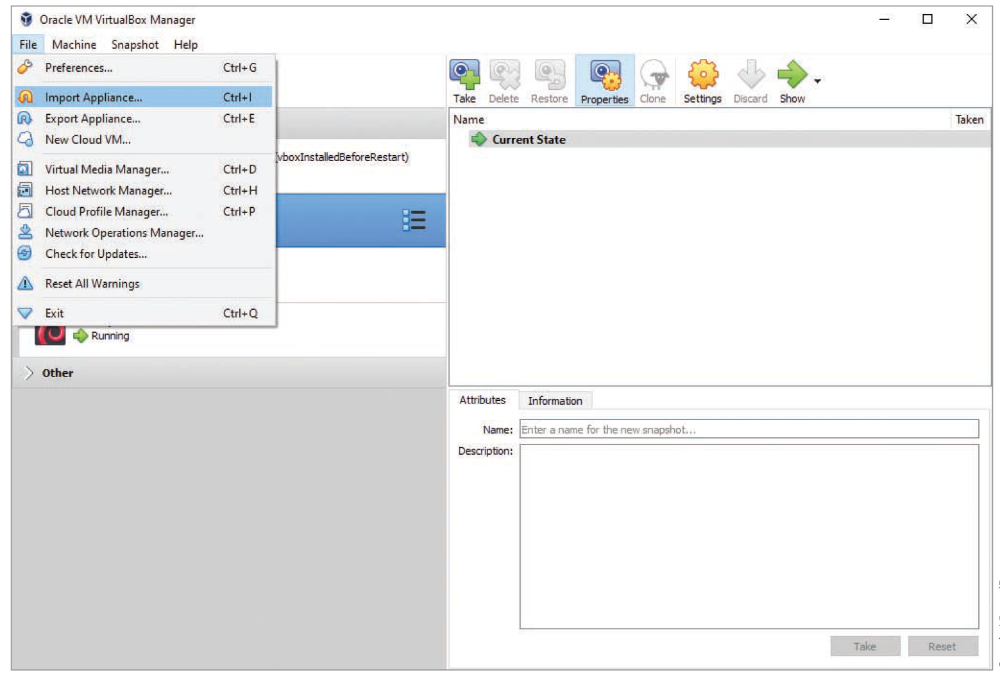 Oracle VM VirtualBox Manager
File Machine Snapshot Help
Preferences... Ctrl+G
Import Appliance... Ctrl+I
Export Appliance... Ctrl+E
New Cloud VM...
Virtual Media Manager... Ctrl+D
Host Network Manager... Ctrl+H
Cloud Profile Manager... Ctrl+P
Network Operations Manager...
Check for Updates...
Reset All Warnings
Exit Ctrl+Q
(vboxInstalledBeforeRestart)
Running
Other
Take Delete Restore Properties Clone Settings Discard Show
Name Taken
Current State
Attributes Information
Name: Enter a name for the new snapshot...
Description:
Take Reset